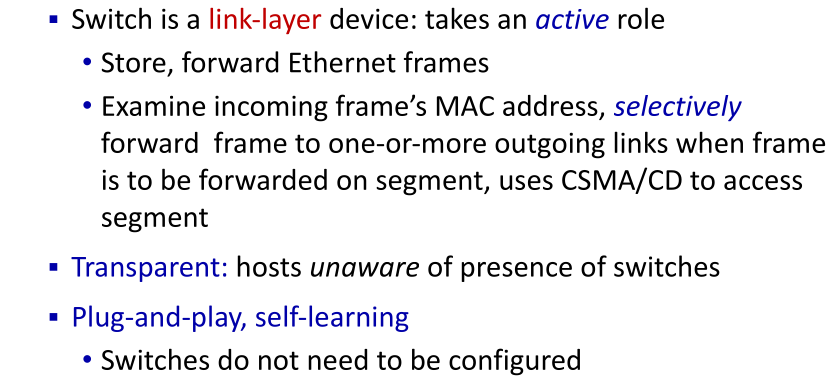 ▪ Switch is a link-layer device: takes an active role
• Store, forward Ethernet frames
• Examine incoming frame’s MAC address, selectively
forward frame to one-or-more outgoing links when frame
is to be forwarded on segment, uses CSMA/CD to access
segment
▪ Transparent: hosts unaware of presence of switches
▪ Plug-and-play, self-learning
• Switches do not need to be configured